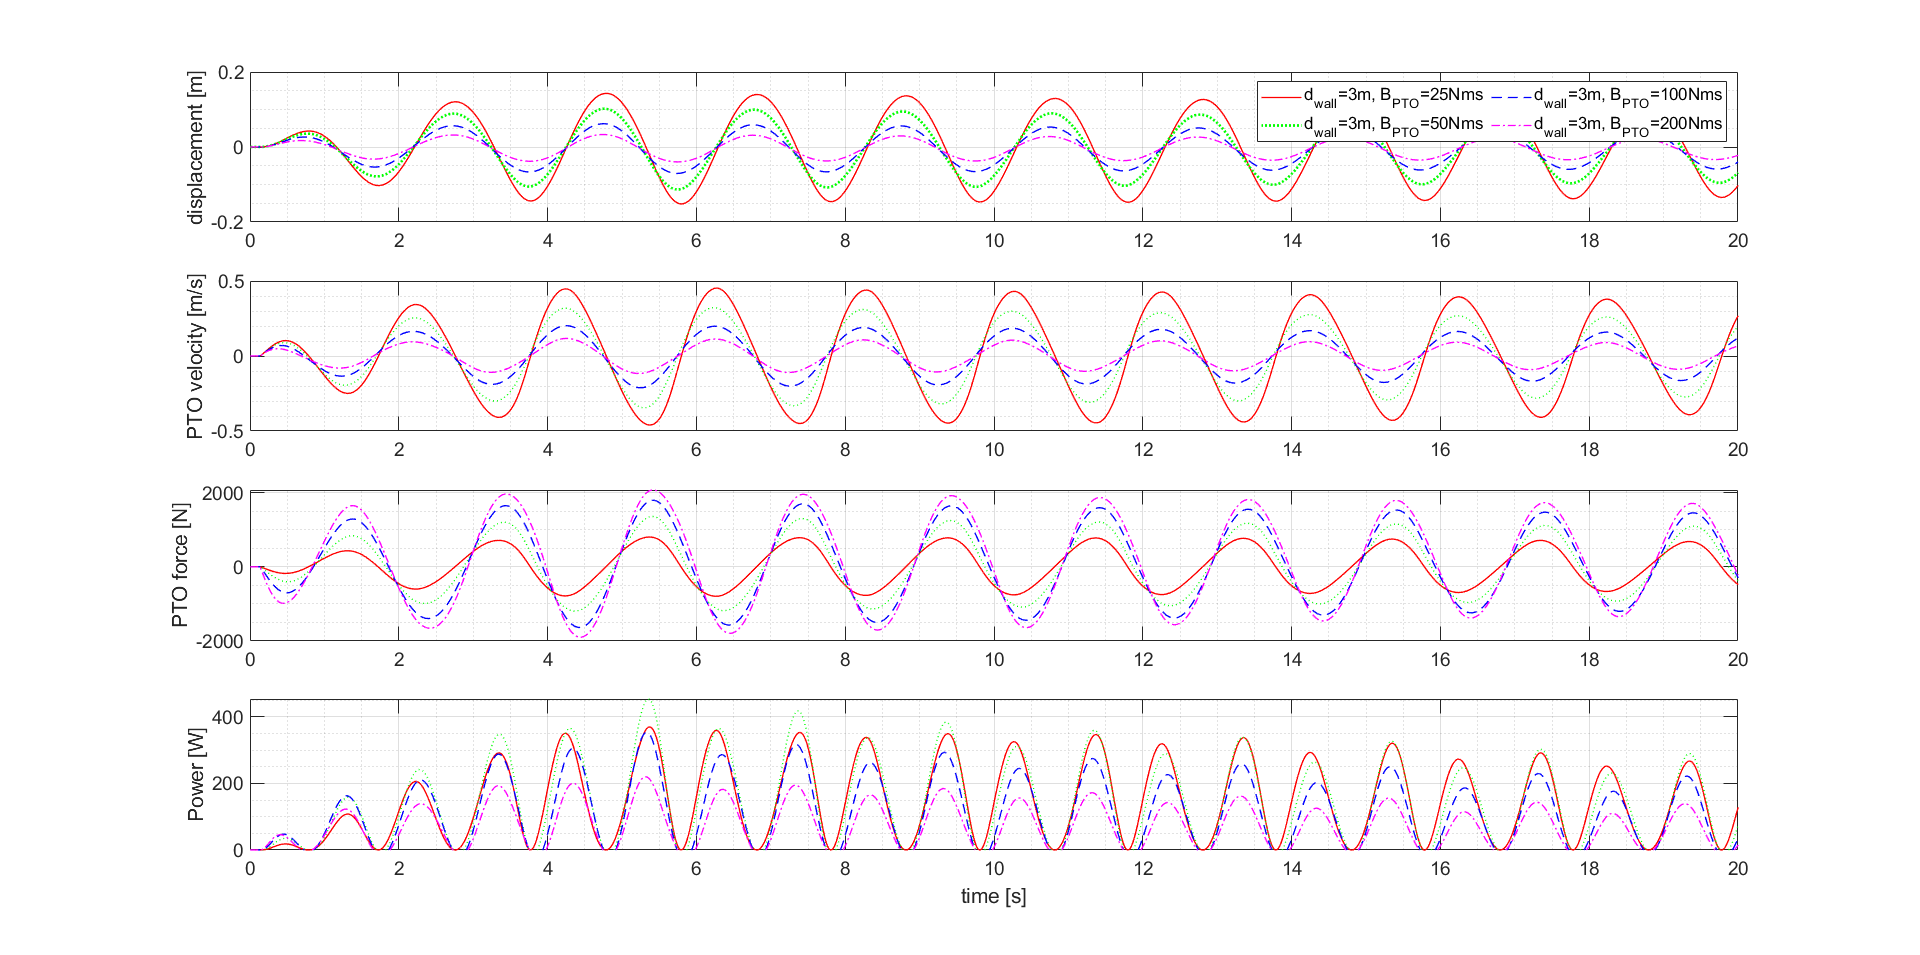 displacement [m]
0.2
0
-0.2
d_wall=3m, B_PTO=25Nms d_wall=3m, B_PTO=100Nms
d_wall=3m, B_PTO=50Nms d_wall=3m, B_PTO=200Nms
0 2 4 6 8 10 12 14 16 18 20
PTO velocity [m/s]
0.5
0
-0.5
0 2 4 6 8 10 12 14 16 18 20
PTO force [N]
2000
0
-2000
0 2 4 6 8 10 12 14 16 18 20
Power [W]
400
200
0
0 2 4 6 8 10 12 14 16 18 20
time [s]